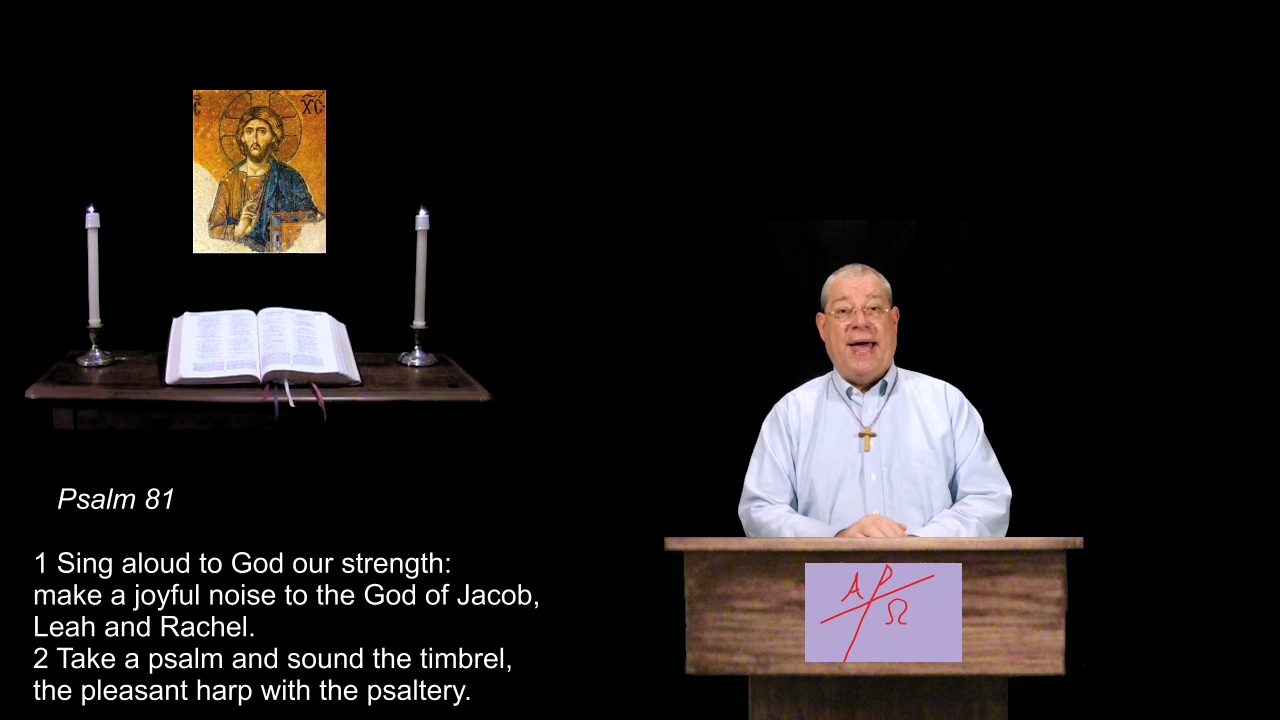 C XC
Psalm 81
1 Sing aloud to God our strength:
make a joyful noise to the God of Jacob,
Leah and Rachel.
2 Take a psalm and sound the timbrel,
the pleasant harp with the psaltery.
Α Ρ
Ω